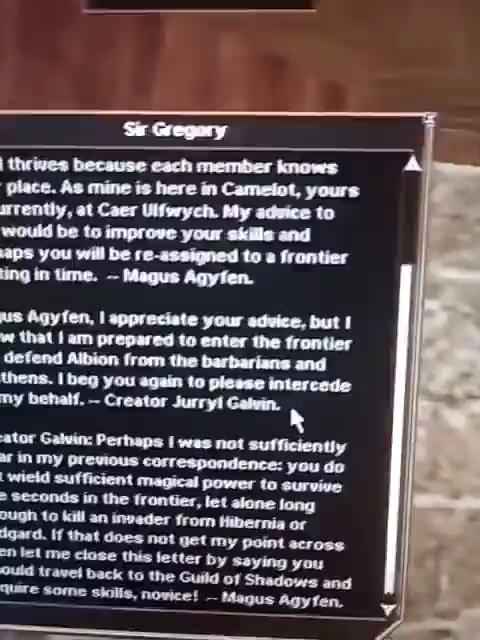 Sir Gregory
thrives because each member knows
place. As mine is here in Camelot, yours
urrently, at Caer Ulfwych. My advice to
would be to improve your skills and
aps you will be re-assigned to a frontier
ting in time. -- Magus Agyfen.
us Agyfen, I appreciate your advice, but I
w that I am prepared to enter the frontier
defend Albion from the barbarians and
thens. I beg you again to please intercede
my behalf. -- Creator Jurryl Galvin.
eator Galvin: Perhaps I was not sufficiently
ar in my previous correspondence: you do
t wield sufficient magical power to survive
e seconds in the frontier, let alone long
ough to kill an invader from Hibernia or
dgard. If that does not get my point across
en let me close this letter by saying you
ould travel back to the Guild of Shadows and
quire some skills, novice! -- Magus Agyfen.